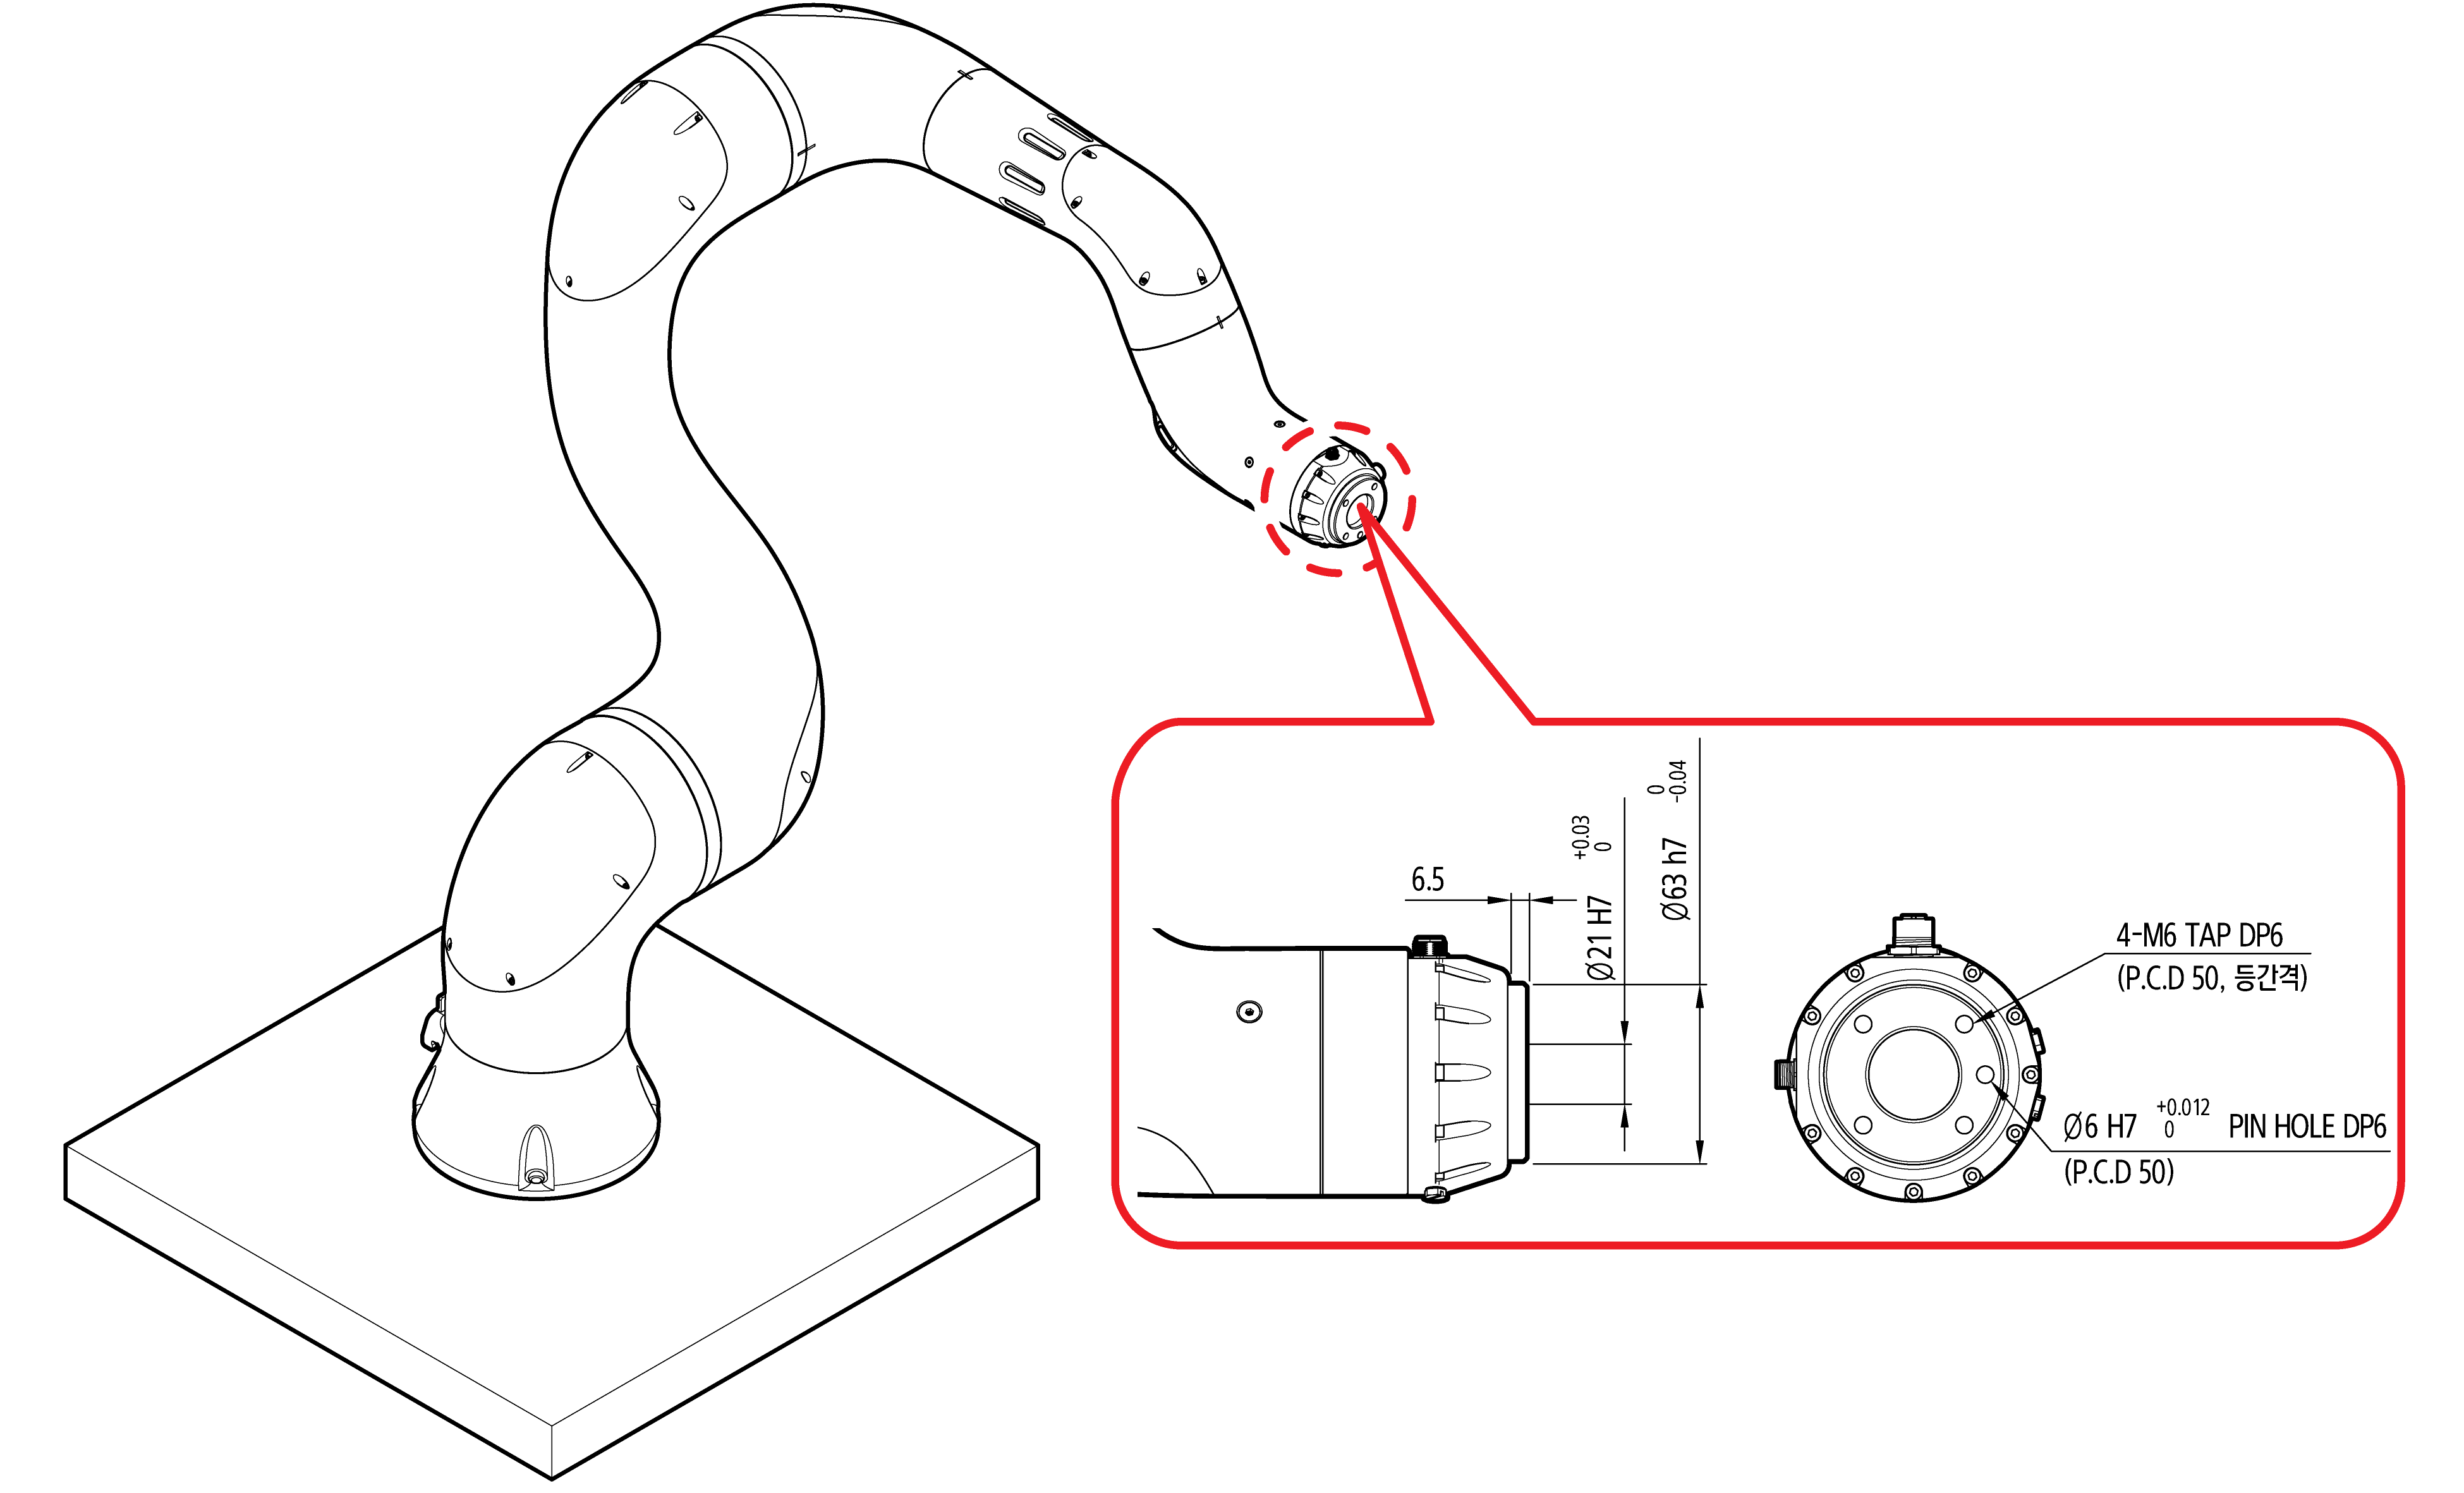 6.5
Ø21 H7 +0.03 0
Ø63 h7 0 -0.04
4-M6 TAP DP6
(P.C.D 50, 등간격)
Ø6 H7 +0.012 0 PIN HOLE DP6
(P.C.D 50)